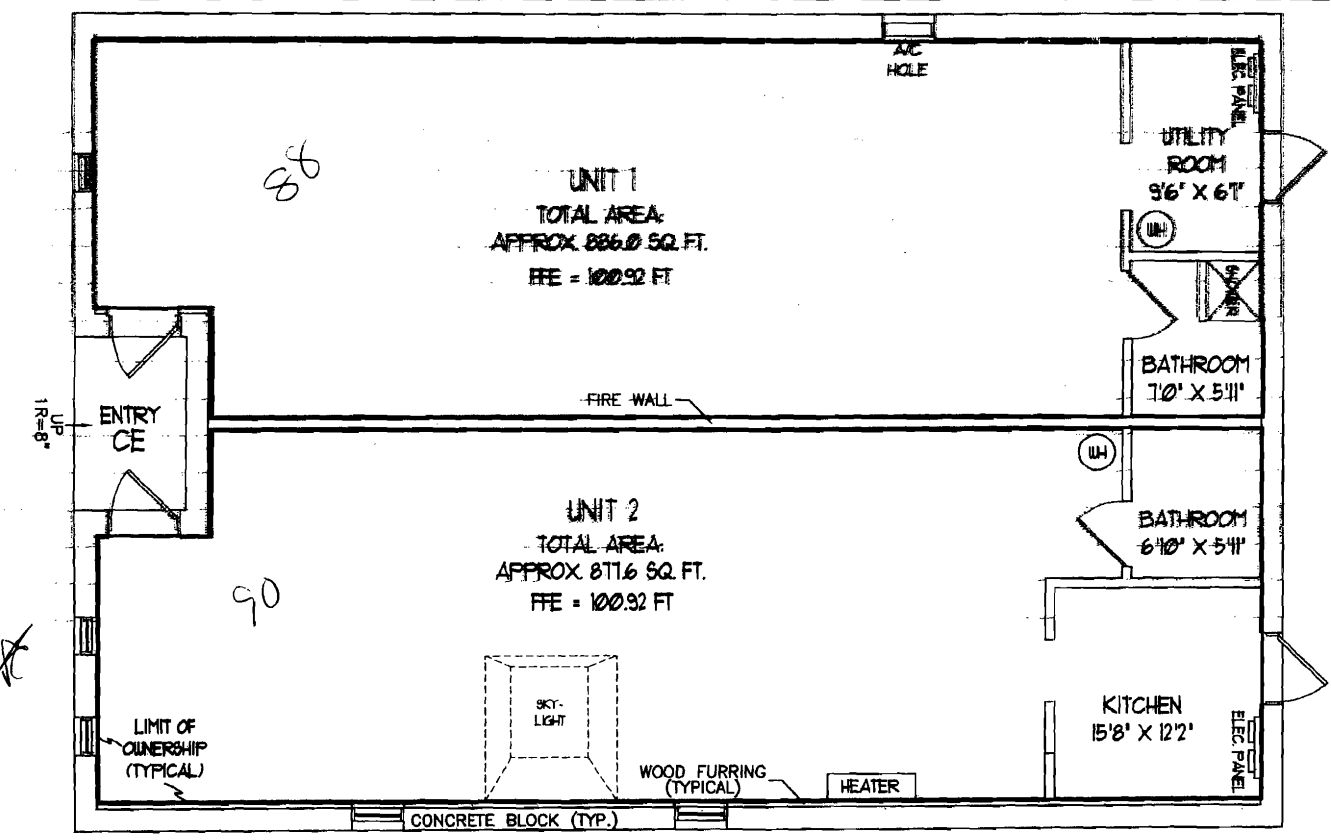 A/C
HOLE
ELEC. PANEL
UTILITY
ROOM
9'6" X 6'7"
WH
88
UNIT 1
TOTAL AREA:
APPROX. 886.0 SQ. FT.
FFE = 100.92 FT
SHOWER
BATHROOM
7'0" X 5'11"
FIRE WALL
UP
1R=8"
ENTRY
CE
WH
UNIT 2
TOTAL AREA:
APPROX. 877.6 SQ. FT.
FFE = 100.92 FT
BATHROOM
6'10" X 5'11"
90
SKY-
LIGHT
KITCHEN
15'8" X 12'2"
ELEC. PANEL
LIMIT OF
OWNERSHIP
(TYPICAL)
WOOD FURRING
(TYPICAL)
HEATER
CONCRETE BLOCK (TYP.)